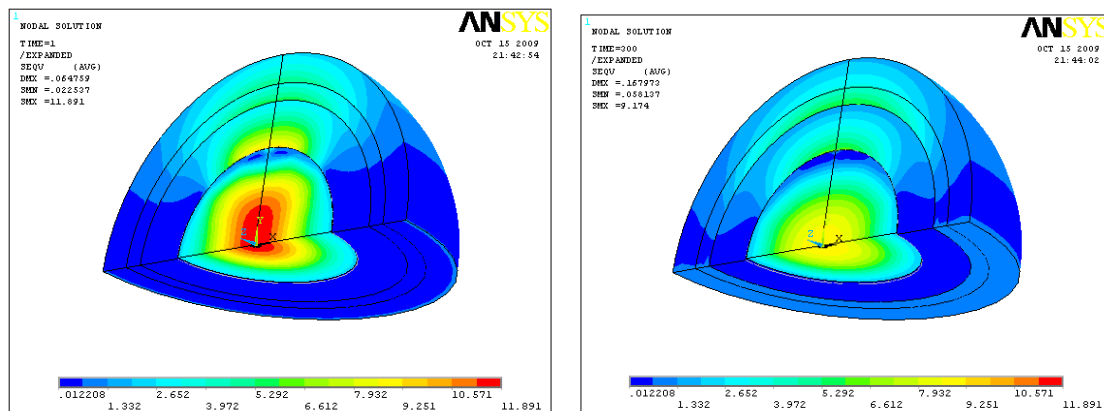 1
NODAL SOLUTION
TIME=1
/EXPANDED
SEQV (AVG)
DMX =.064759
SMN =.022537
SMX =11.891
ANSYS
OCT 15 2009
21:42:54
Y
Z
X
.012208 2.652 5.292 7.932 10.571
1.332 3.972 6.612 9.251 11.891
1
NODAL SOLUTION
TIME=300
/EXPANDED
SEQV (AVG)
DMX =.167973
SMN =.058137
SMX =9.174
ANSYS
OCT 15 2009
21:44:02
Z
X
.012208 2.652 5.292 7.932 10.571
1.332 3.972 6.612 9.251 11.891